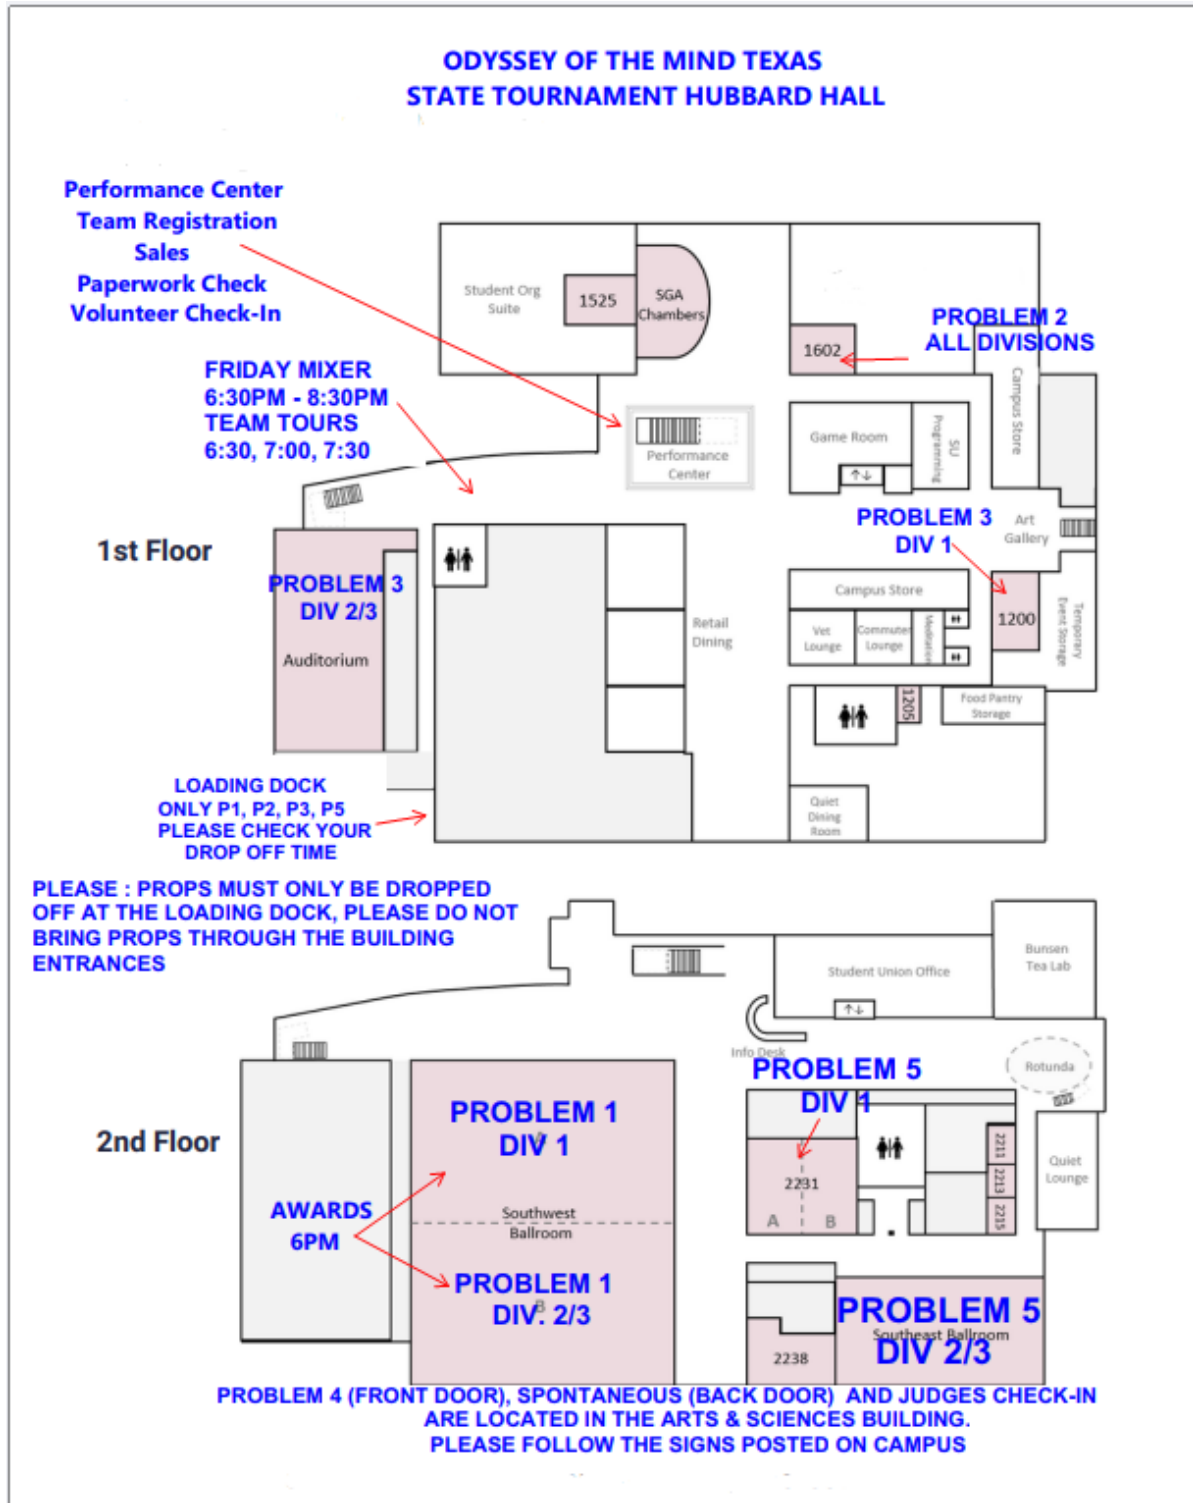 ODYSSEY OF THE MIND TEXAS
STATE TOURNAMENT HUBBARD HALL
Performance Center
Team Registration
Sales
Paperwork Check
Volunteer Check-In
FRIDAY MIXER
6:30PM - 8:30PM
TEAM TOURS
6:30, 7:00, 7:30
Student Org
Suite
1525
SGA
Chambers
PROBLEM 2
ALL DIVISIONS
1602
Campus Store
Game Room
SU
Programming
Performance
Center
1st Floor
PROBLEM 3
DIV 1
Art
Gallery
PROBLEM 3
DIV 2/3
Auditorium
Retail
Dining
Campus Store
Vet
Lounge
Commuter
Lounge
Meditation
1200
Temporary
Event Storage
1205
Food Pantry
Storage
Quiet
Dining
Room
LOADING DOCK
ONLY P1, P2, P3, P5
PLEASE CHECK YOUR
DROP OFF TIME
PLEASE : PROPS MUST ONLY BE DROPPED
OFF AT THE LOADING DOCK, PLEASE DO NOT
BRING PROPS THROUGH THE BUILDING
ENTRANCES
Student Union Office
Bunsen
Tea Lab
Info Desk
Rotunda
PROBLEM 5
DIV 1
2nd Floor
PROBLEM 1
DIV 1
A
2231
A
B
2211
2213
2215
Quiet
Lounge
AWARDS
6PM
Southwest
Ballroom
PROBLEM 1
DIV. 2/3
B
2238
PROBLEM 5
Southeast Ballroom
DIV 2/3
PROBLEM 4 (FRONT DOOR), SPONTANEOUS (BACK DOOR) AND JUDGES CHECK-IN
ARE LOCATED IN THE ARTS & SCIENCES BUILDING.
PLEASE FOLLOW THE SIGNS POSTED ON CAMPUS